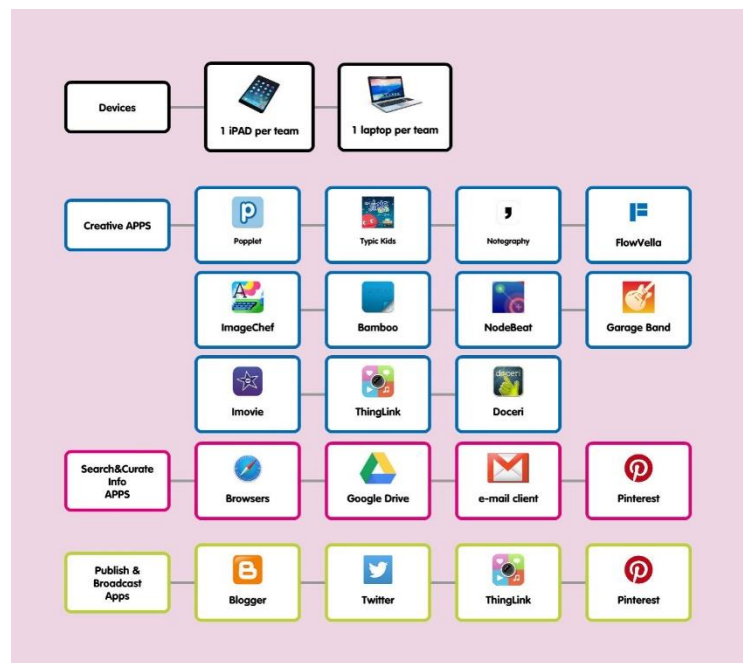 Devices
1 iPAD per team
1 laptop per team
Creative APPS
Popplet
Typic Kids
Notography
FlowVella
ImageChef
Bamboo
NodeBeat
Garage Band
Imovie
ThingLink
doceri
Doceri
Search&Curate
Info
APPS
Browsers
Google Drive
e-mail client
Pinterest
Publish &
Broadcast
Apps
Blogger
Twitter
ThingLink
Pinterest